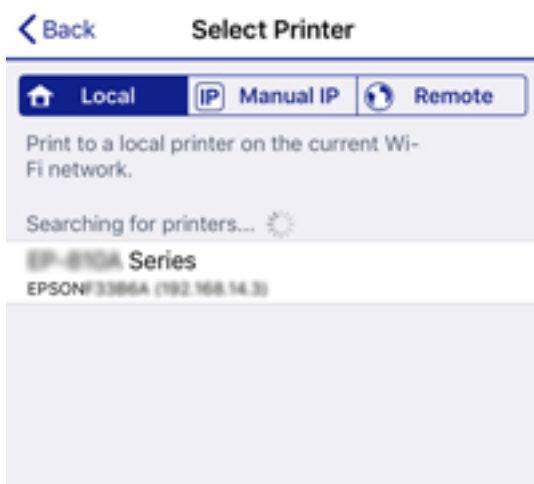 Back Select Printer
Local IP Manual IP Remote
Print to a local printer on the current Wi-
Fi network.
Searching for printers...
Series
EPSON